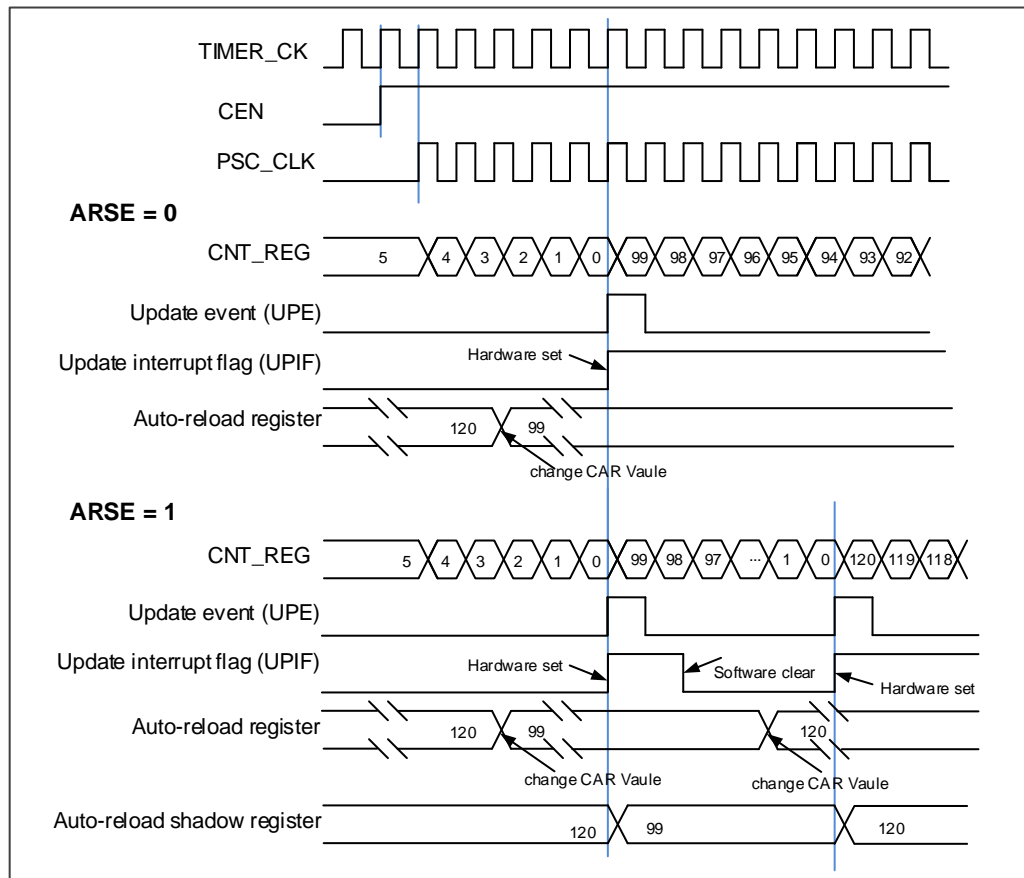 TIMER_CK
CEN
PSC_CLK
ARSE = 0
CNT_REG 5 4 3 2 1 0 99 98 97 96 95 94 93 92
Update event (UPE)
Update interrupt flag (UPIF) Hardware set
Auto-reload register 120 99
change CAR Vaule
ARSE = 1
CNT_REG 5 4 3 2 1 0 99 98 97 ... 1 0 120 119 118
Update event (UPE)
Update interrupt flag (UPIF) Hardware set Software clear Hardware set
Auto-reload register 120 99 120
change CAR Vaule change CAR Vaule
Auto-reload shadow register 120 99 120